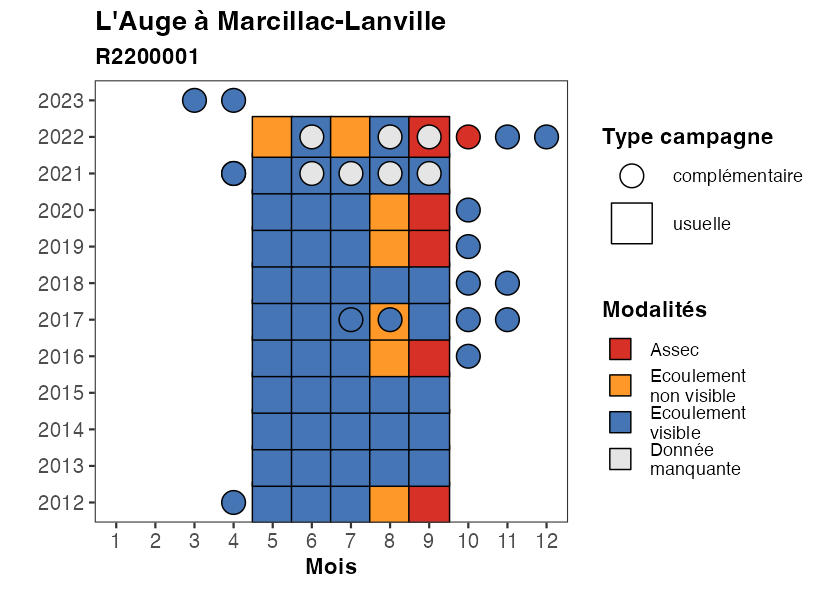 L'Auge à Marcillac-Lanville
R2200001
2023
2022
2021
2020
2019
2018
2017
2016
2015
2014
2013
2012
1 2 3 4 5 6 7 8 9 10 11 12
Mois
Type campagne
complémentaire
usuelle
Modalités
Assec
Ecoulement
non visible
Ecoulement
visible
Donnée
manquante